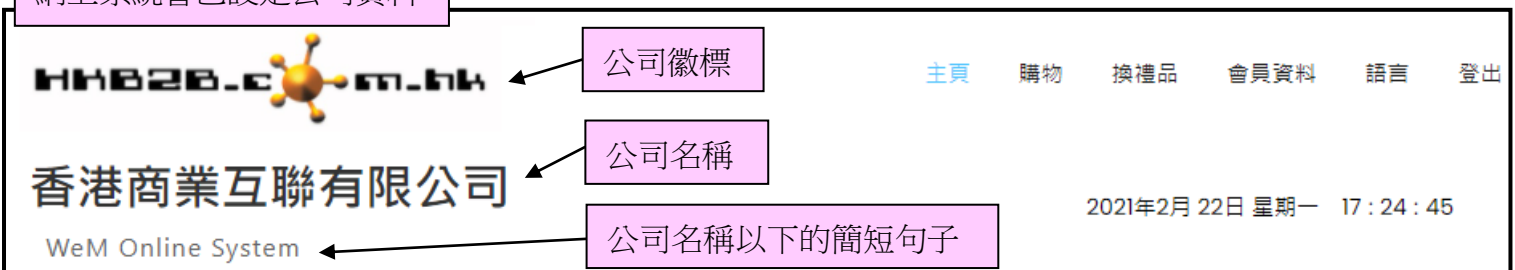 網上系統會已設定公司資料
HKB2B.com.hk
公司徽標
主頁 購物 換禮品 會員資料 語言 登出
公司名稱
香港商業互聯有限公司
2021年2月 22日 星期一 17 : 24 : 45
公司名稱以下的簡短句子
WeM Online System